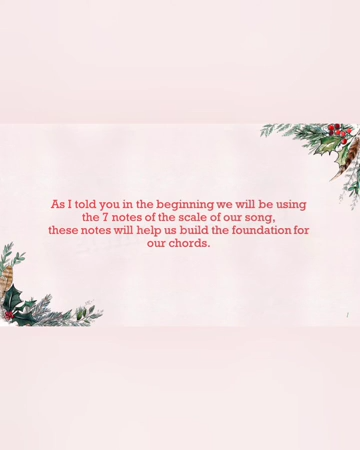 As I told you in the beginning we will be using
the 7 notes of the scale of our song,
these notes will help us build the foundation for
our chords.